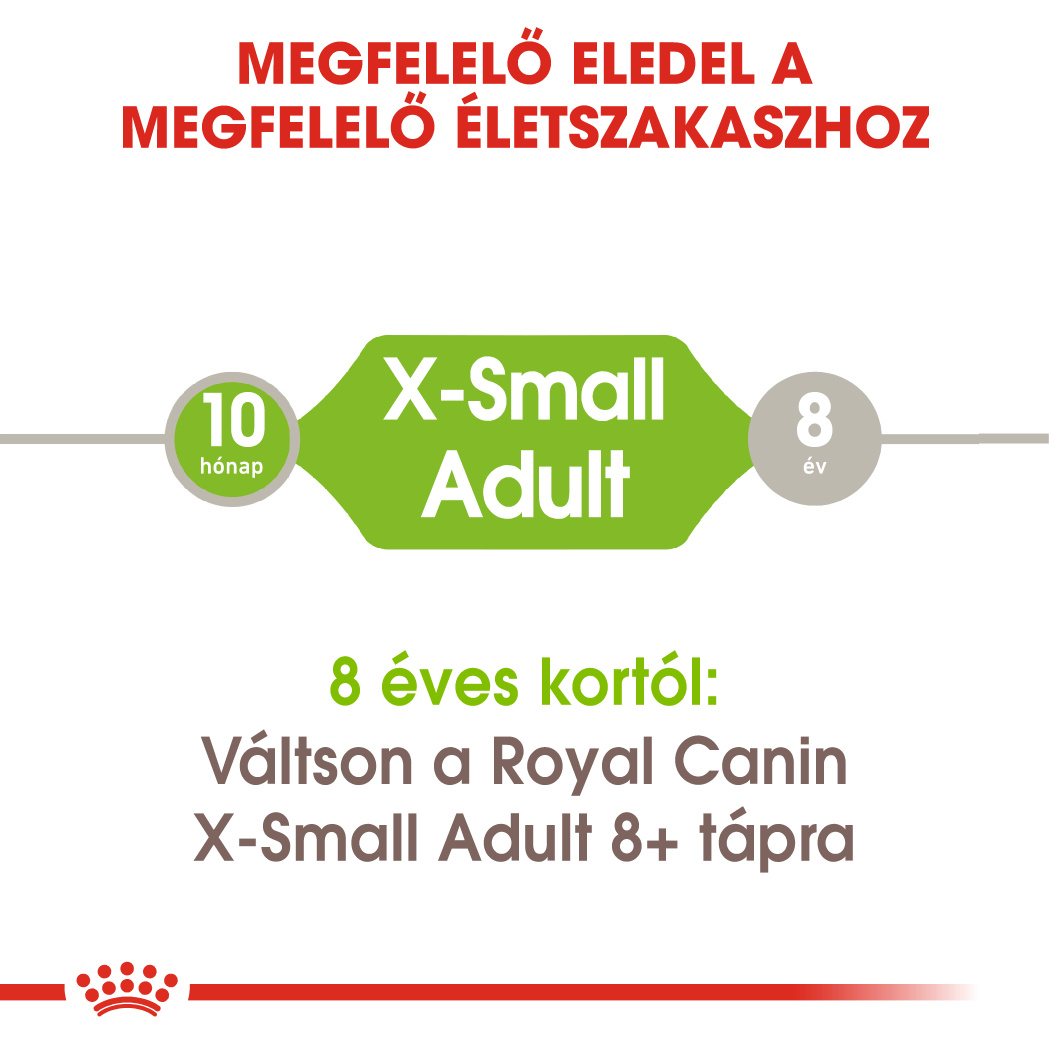 MEGFELELŐ ELEDEL A
MEGFELELŐ ÉLETSZAKASZHOZ
10
hónap
X-Small
Adult
8
év
8 éves kortól:
Váltson a Royal Canin
X-Small Adult 8+ tápra